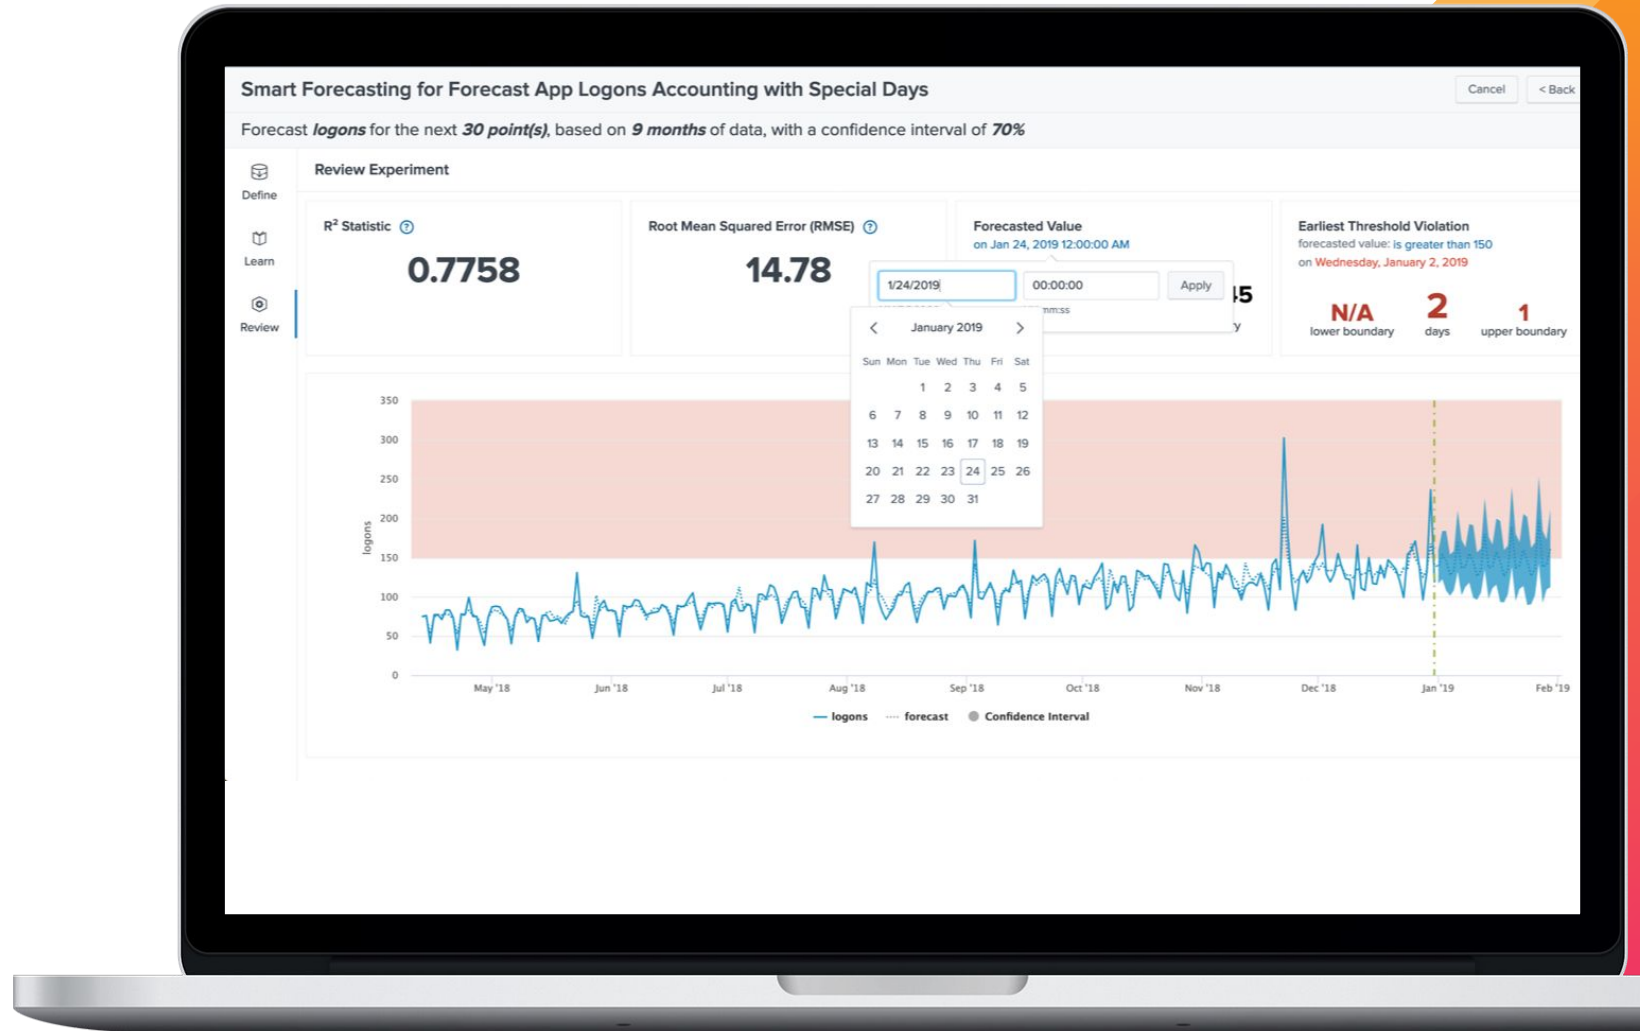 Smart Forecasting for Forecast App Logons Accounting with Special Days
Cancel
< Back
Forecast logons for the next 30 point(s), based on 9 months of data, with a confidence interval of 70%
Define
Learn
Review
Review Experiment
R² Statistic ?
0.7758
Root Mean Squared Error (RMSE) ?
14.78
Forecasted Value
on Jan 24, 2019 12:00:00 AM
1/24/2019
00:00:00
Apply
mm:ss
January 2019
Sun Mon Tue Wed Thu Fri Sat
1 2 3 4 5
6 7 8 9 10 11 12
13 14 15 16 17 18 19
20 21 22 23 24 25 26
27 28 29 30 31
Earliest Threshold Violation
forecasted value: is greater than 150
on Wednesday, January 2, 2019
N/A 2 1
lower boundary days upper boundary
350
300
250
200
150
100
50
0
logons
May '18 Jun '18 Jul '18 Aug '18 Sep '18 Oct '18 Nov '18 Dec '18 Jan '19 Feb '19
logons forecast Confidence Interval